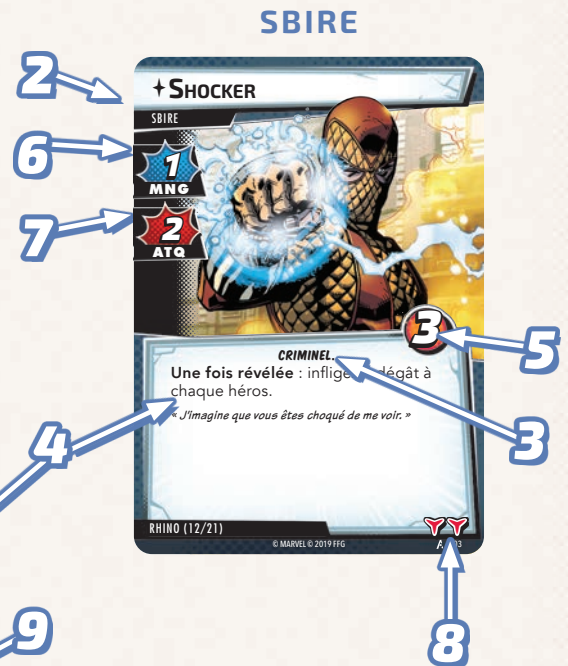 SBIRE
2
SHOCKER
SBIRE
6
1
MNG
7
2
ATQ
3
5
CRIMINEL.
Une fois révélée : inflige dégât à
chaque héros.
3
4
« J'imagine que vous êtes choqué de me voir. »
RHINO (12/21)
© MARVEL © 2019 FFG
9
8